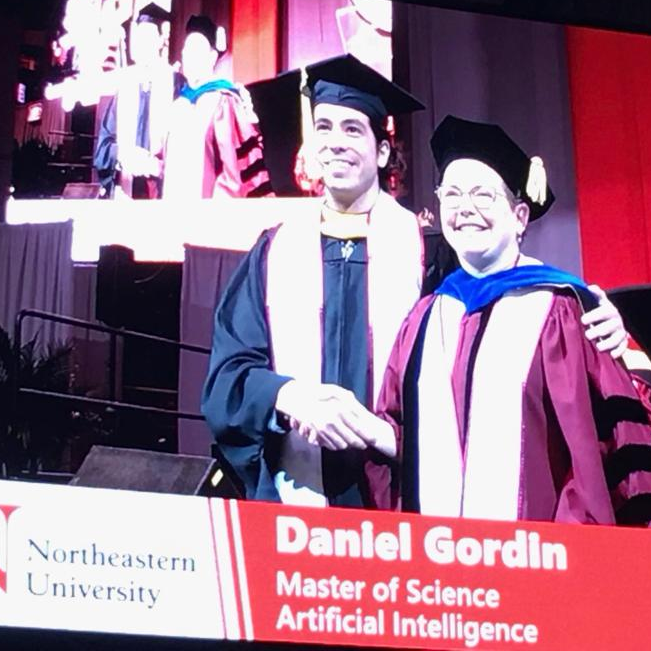 Northeastern
University
Daniel Gordin
Master of Science
Artificial Intelligence